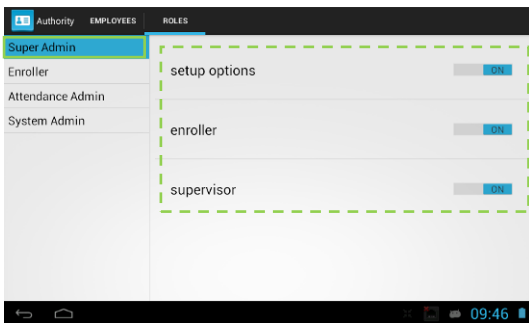 Authority EMPLOYEES ROLES
Super Admin
Enroller
Attendance Admin
System Admin
setup options ON
enroller ON
supervisor ON
09:46